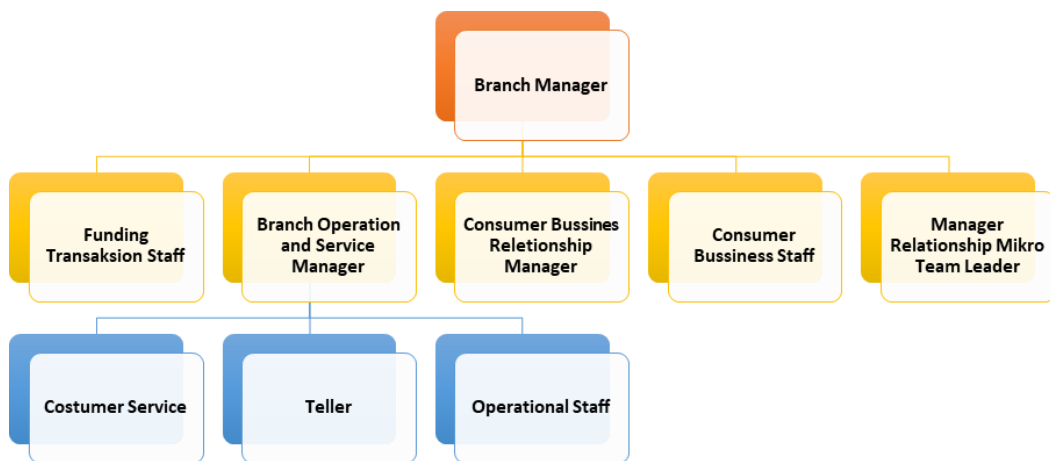 Branch Manager
Funding
Transaksion Staff
Branch Operation
and Service
Manager
Consumer Bussines
Reletionship
Manager
Consumer
Bussiness Staff
Manager
Relationship Mikro
Team Leader
Costumer Service
Teller
Operational Staff